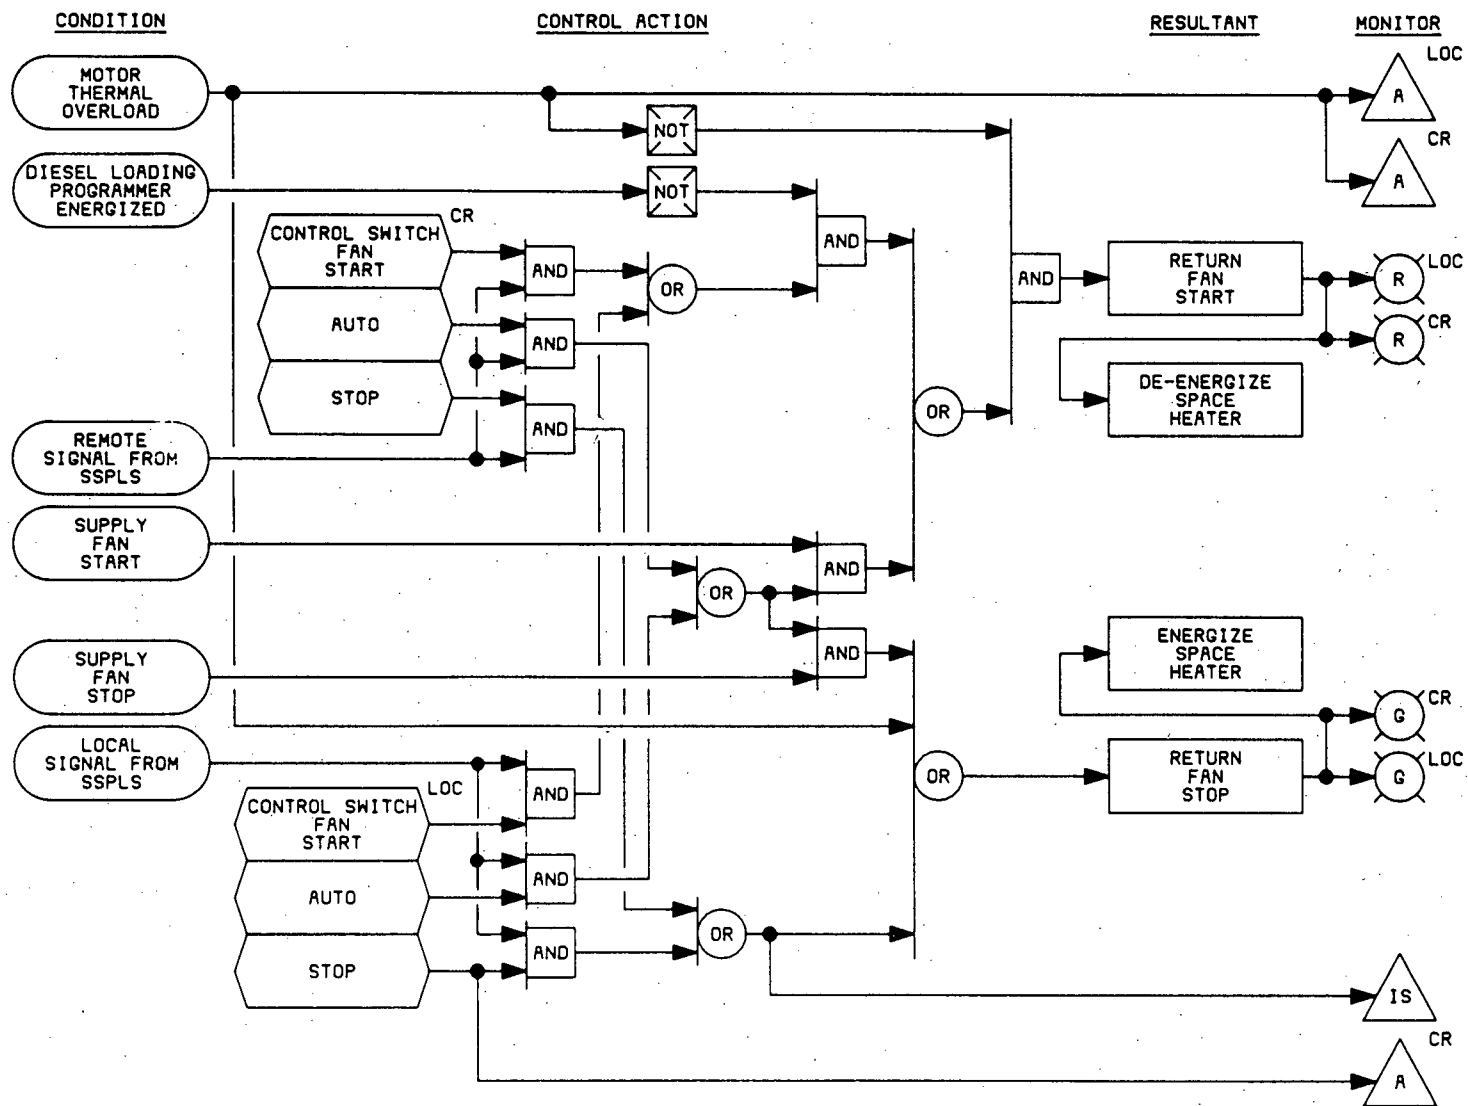 CONDITION
CONTROL ACTION
RESULTANT
MONITOR
MOTOR
THERMAL
OVERLOAD
LOC
A
NOT
CR
A
DIESEL LOADING
PROGRAMMER
ENERGIZED
NOT
CR
CONTROL SWITCH
FAN
START
AND
OR
AND
AND
RETURN
FAN
START
R
LOC
R
CR
AUTO
AND
STOP
AND
OR
DE-ENERGIZE
SPACE
HEATER
REMOTE
SIGNAL FROM
SSPLS
SUPPLY
FAN
START
AND
OR
SUPPLY
FAN
STOP
AND
ENERGIZE
SPACE
HEATER
G
CR
LOCAL
SIGNAL FROM
SSPLS
OR
RETURN
FAN
STOP
G
LOC
LOC
CONTROL SWITCH
FAN
START
AND
AUTO
AND
STOP
AND
OR
IS
CR
A